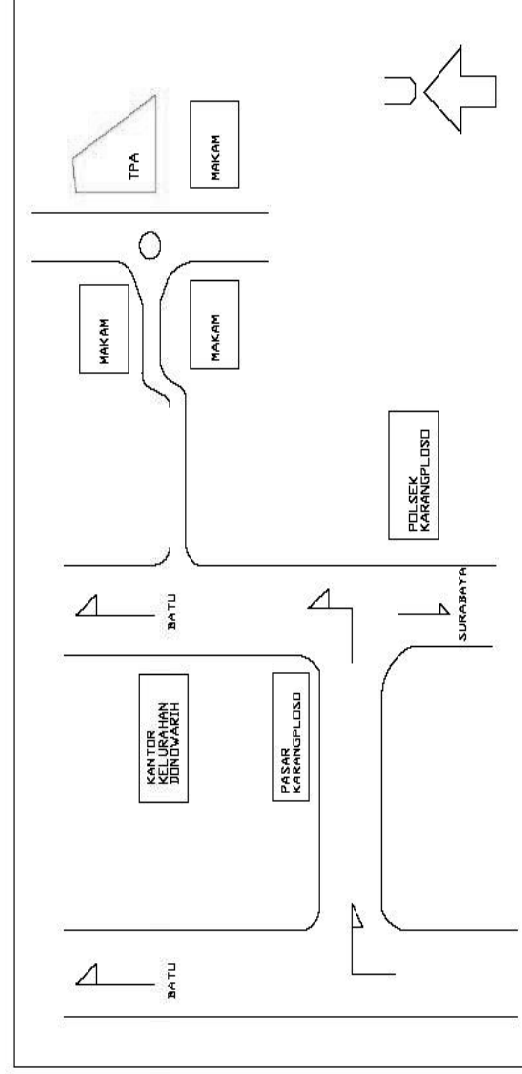 MAKAM
TPA
KANTOR
KELURAHAN
DONOWARIH
BATU
BATU
MAKAM
MAKAM
PASAR
KARANGPLOSO
U
POLSEK
KARANGPLOSO
SURABAYA